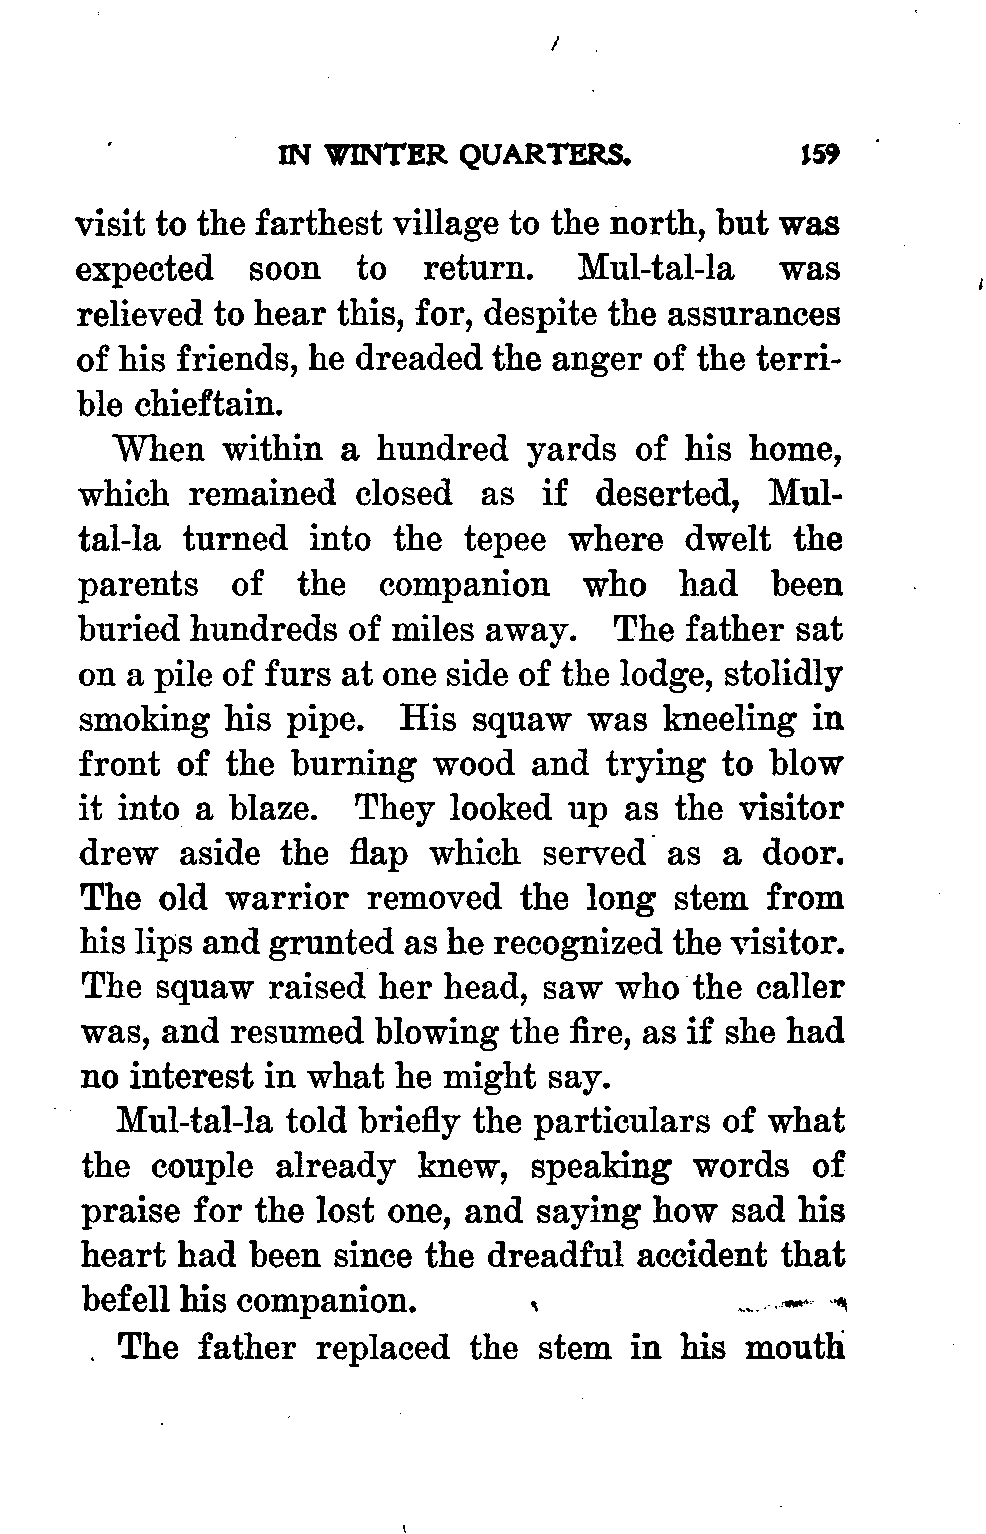 IN WINTER QUARTERS. 159
visit to the farthest village to the north, but was
expected soon to return. Mul-tal-la was
relieved to hear this, for, despite the assurances
of his friends, he dreaded the anger of the terri-
ble chieftain.
When within a hundred yards of his home,
which remained closed as if deserted, Mul-
tal-la turned into the tepee where dwelt the
parents of the companion who had been
buried hundreds of miles away. The father sat
on a pile of furs at one side of the lodge, stolidly
smoking his pipe. His squaw was kneeling in
front of the burning wood and trying to blow
it into a blaze. They looked up as the visitor
drew aside the flap which served as a door.
The old warrior removed the long stem from
his lips and grunted as he recognized the visitor.
The squaw raised her head, saw who the caller
was, and resumed blowing the fire, as if she had
no interest in what he might say.
Mul-tal-la told briefly the particulars of what
the couple already knew, speaking words of
praise for the lost one, and saying how sad his
heart had been since the dreadful accident that
befell his companion.
The father replaced the stem in his mouth